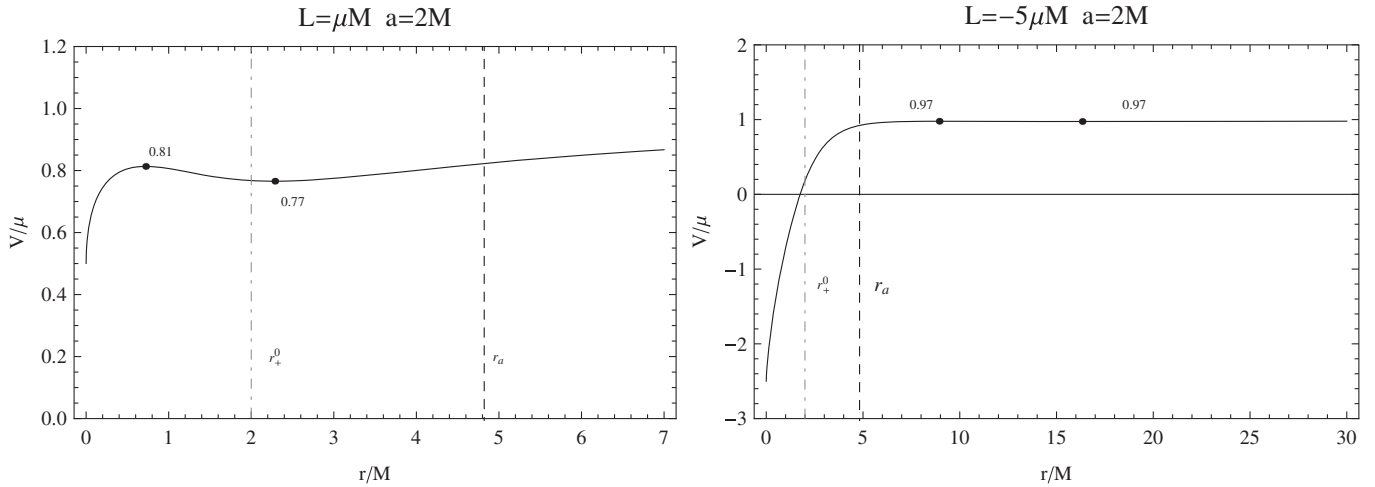 L=μM a=2M
V/μ
1.2
1.0
0.8
0.6
0.4
0.2
0.0
0.81
0.77
r₊⁰
rₐ
0 1 2 3 4 5 6 7
r/M
L=−5μM a=2M
V/μ
2
1
0
−1
−2
−3
0.97 0.97
r₊⁰ rₐ
0 5 10 15 20 25 30
r/M